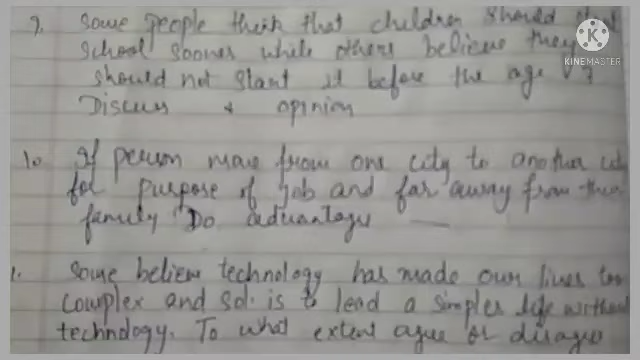 9. Some people think that children should start
school sooner while others believe they
should not start it before the age of 7
Discuss & opinion
10. If person move from one city to another city
for purpose of job and far away from their
family Do advantages
Some believe technology has made our lives too
complex and sol. is to lead a simpler life without
technology. To what extent agree or disagree
KINEMASTER